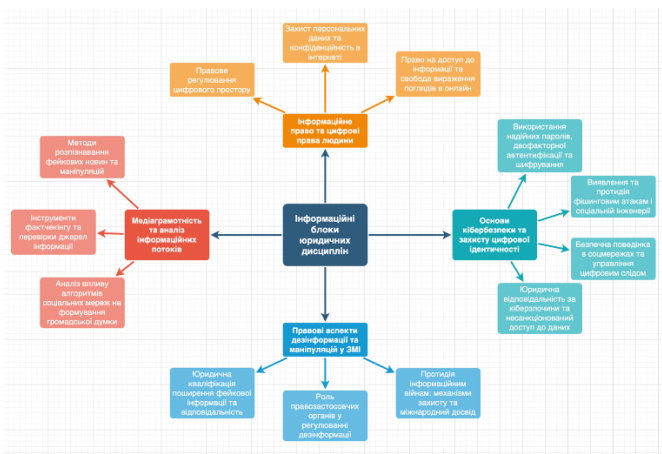 Захист персональних
даних та
конфіденційність в
інтернеті
Правове
регулювання
цифрового простору
Право на доступ до
інформації та
свобода вираження
поглядів в онлайн
Інформаційне
право та цифрові
права людини
Методи
розпізнавання
фейкових новин та
маніпуляцій
Використання
надійних паролів,
двофакторної
автентифікації та
шифрування
Інструменти
фактчекінгу та
перевірки джерел
інформації
Медіаграмотність
та аналіз
інформаційних
потоків
Інформаційні
блоки
юридичних
дисциплін
Основи
кібербезпеки та
захисту цифрової
ідентичності
Виявлення та
протидія
фішинговим атакам і
соціальній інженерії
Безпечна поведінка
в соцмережах та
управління
цифровим слідом
Аналіз впливу
алгоритмів
соціальних мереж на
формування
громадської думки
Юридична
відповідальність за
кіберзлочини та
несанкціонований
доступ до даних
Правові аспекти
дезінформації та
маніпуляцій у ЗМІ
Юридична
кваліфікація
поширення фейкової
інформації та
відповідальність
Роль
правозастосовчих
органів у
регулюванні
дезінформації
Протидія
інформаційним
війнам: механізми
захисту та
міжнародний досвід